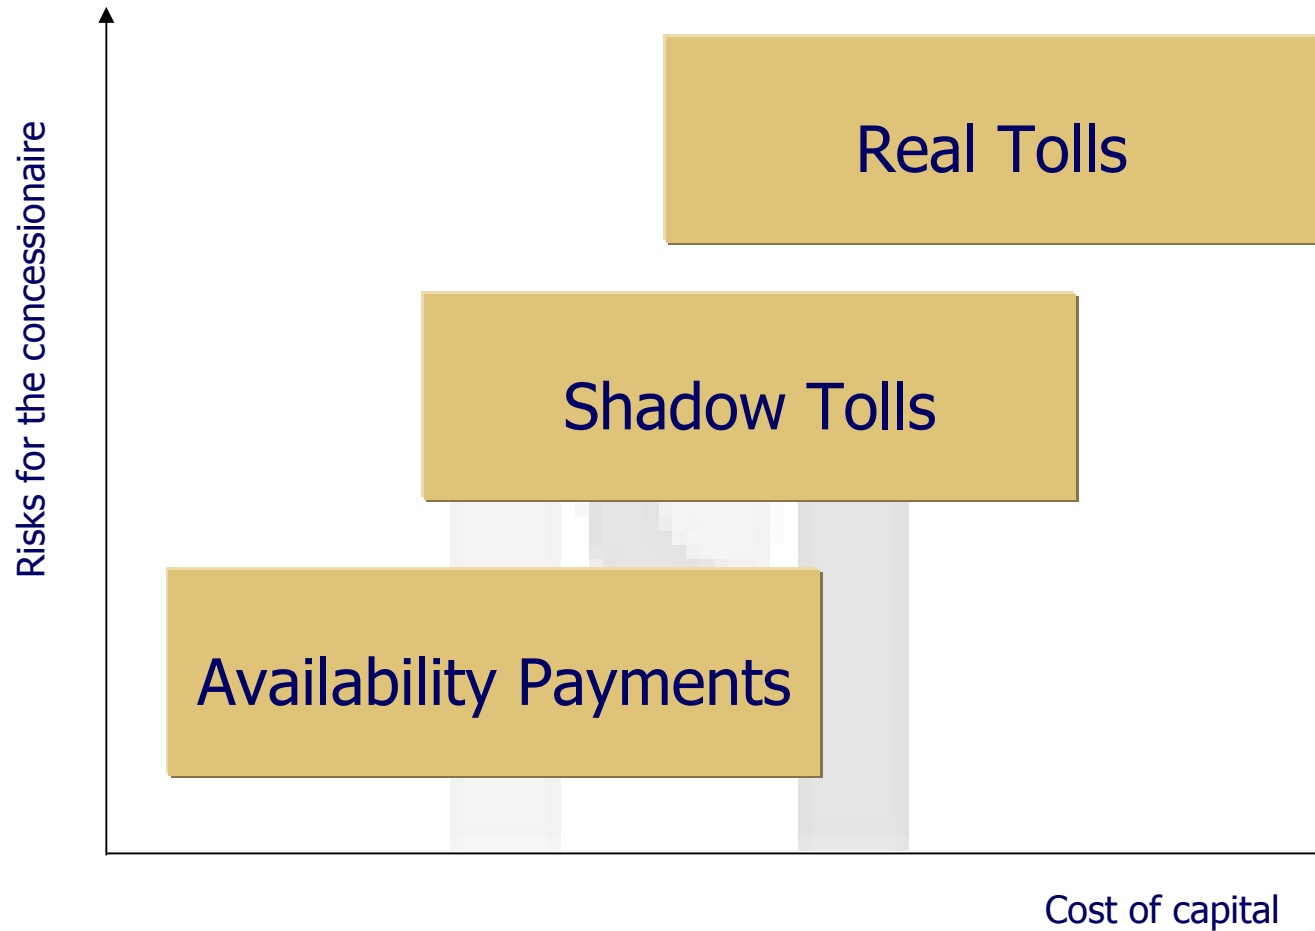 Risks for the concessionaire
Real Tolls
Shadow Tolls
Availability Payments
Cost of capital